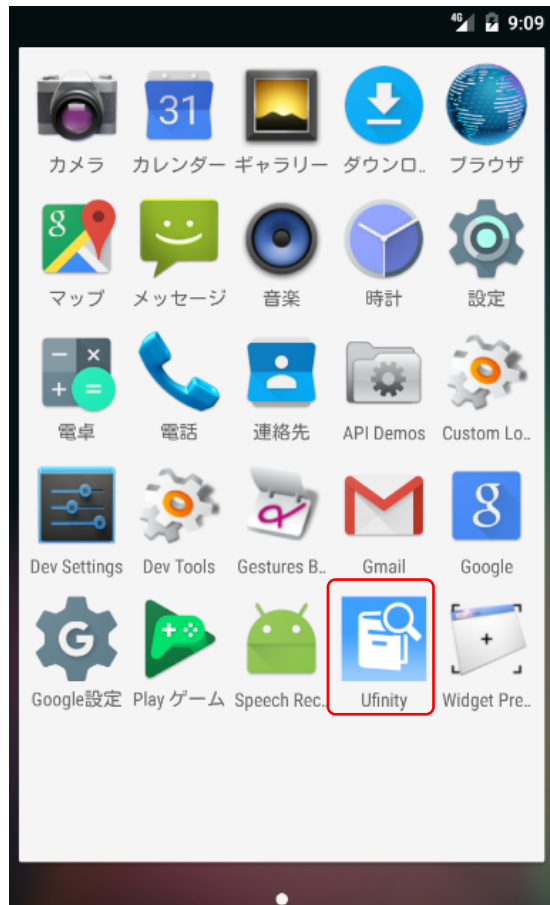 4G 9:09
31
カメラ カレンダー ギャラリー ダウンロ.. ブラウザ
g
マップ メッセージ 音楽 時計 設定
電卓 電話 連絡先 API Demos Custom Lo..
g
Dev Settings Dev Tools Gestures B.. Gmail Google
G
Google設定 Play ゲーム Speech Rec.. Ufinity Widget Pre..